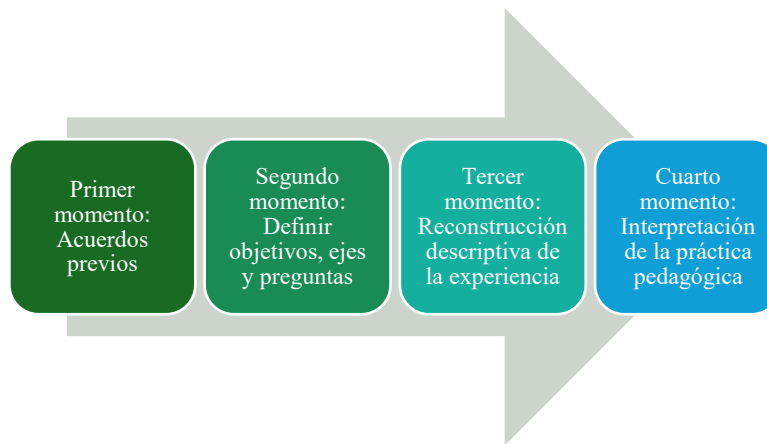 Primer
momento:
Acuerdos
previos
Segundo
momento:
Definir
objetivos, ejes
y preguntas
Tercer
momento:
Reconstrucción
descriptiva de
la experiencia
Cuarto
momento:
Interpretación
de la práctica
pedagógica